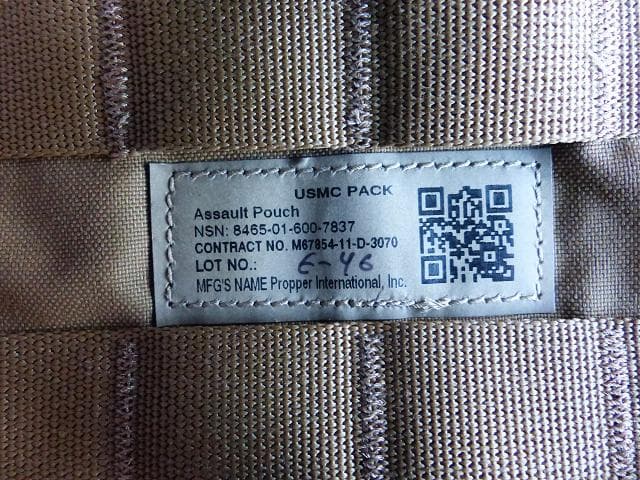 USMC PACK
Assault Pouch
NSN: 8465-01-600-7837
CONTRACT NO. M67854-11-D-3070
LOT NO.: 6-46
MFG'S NAME Propper International, Inc.